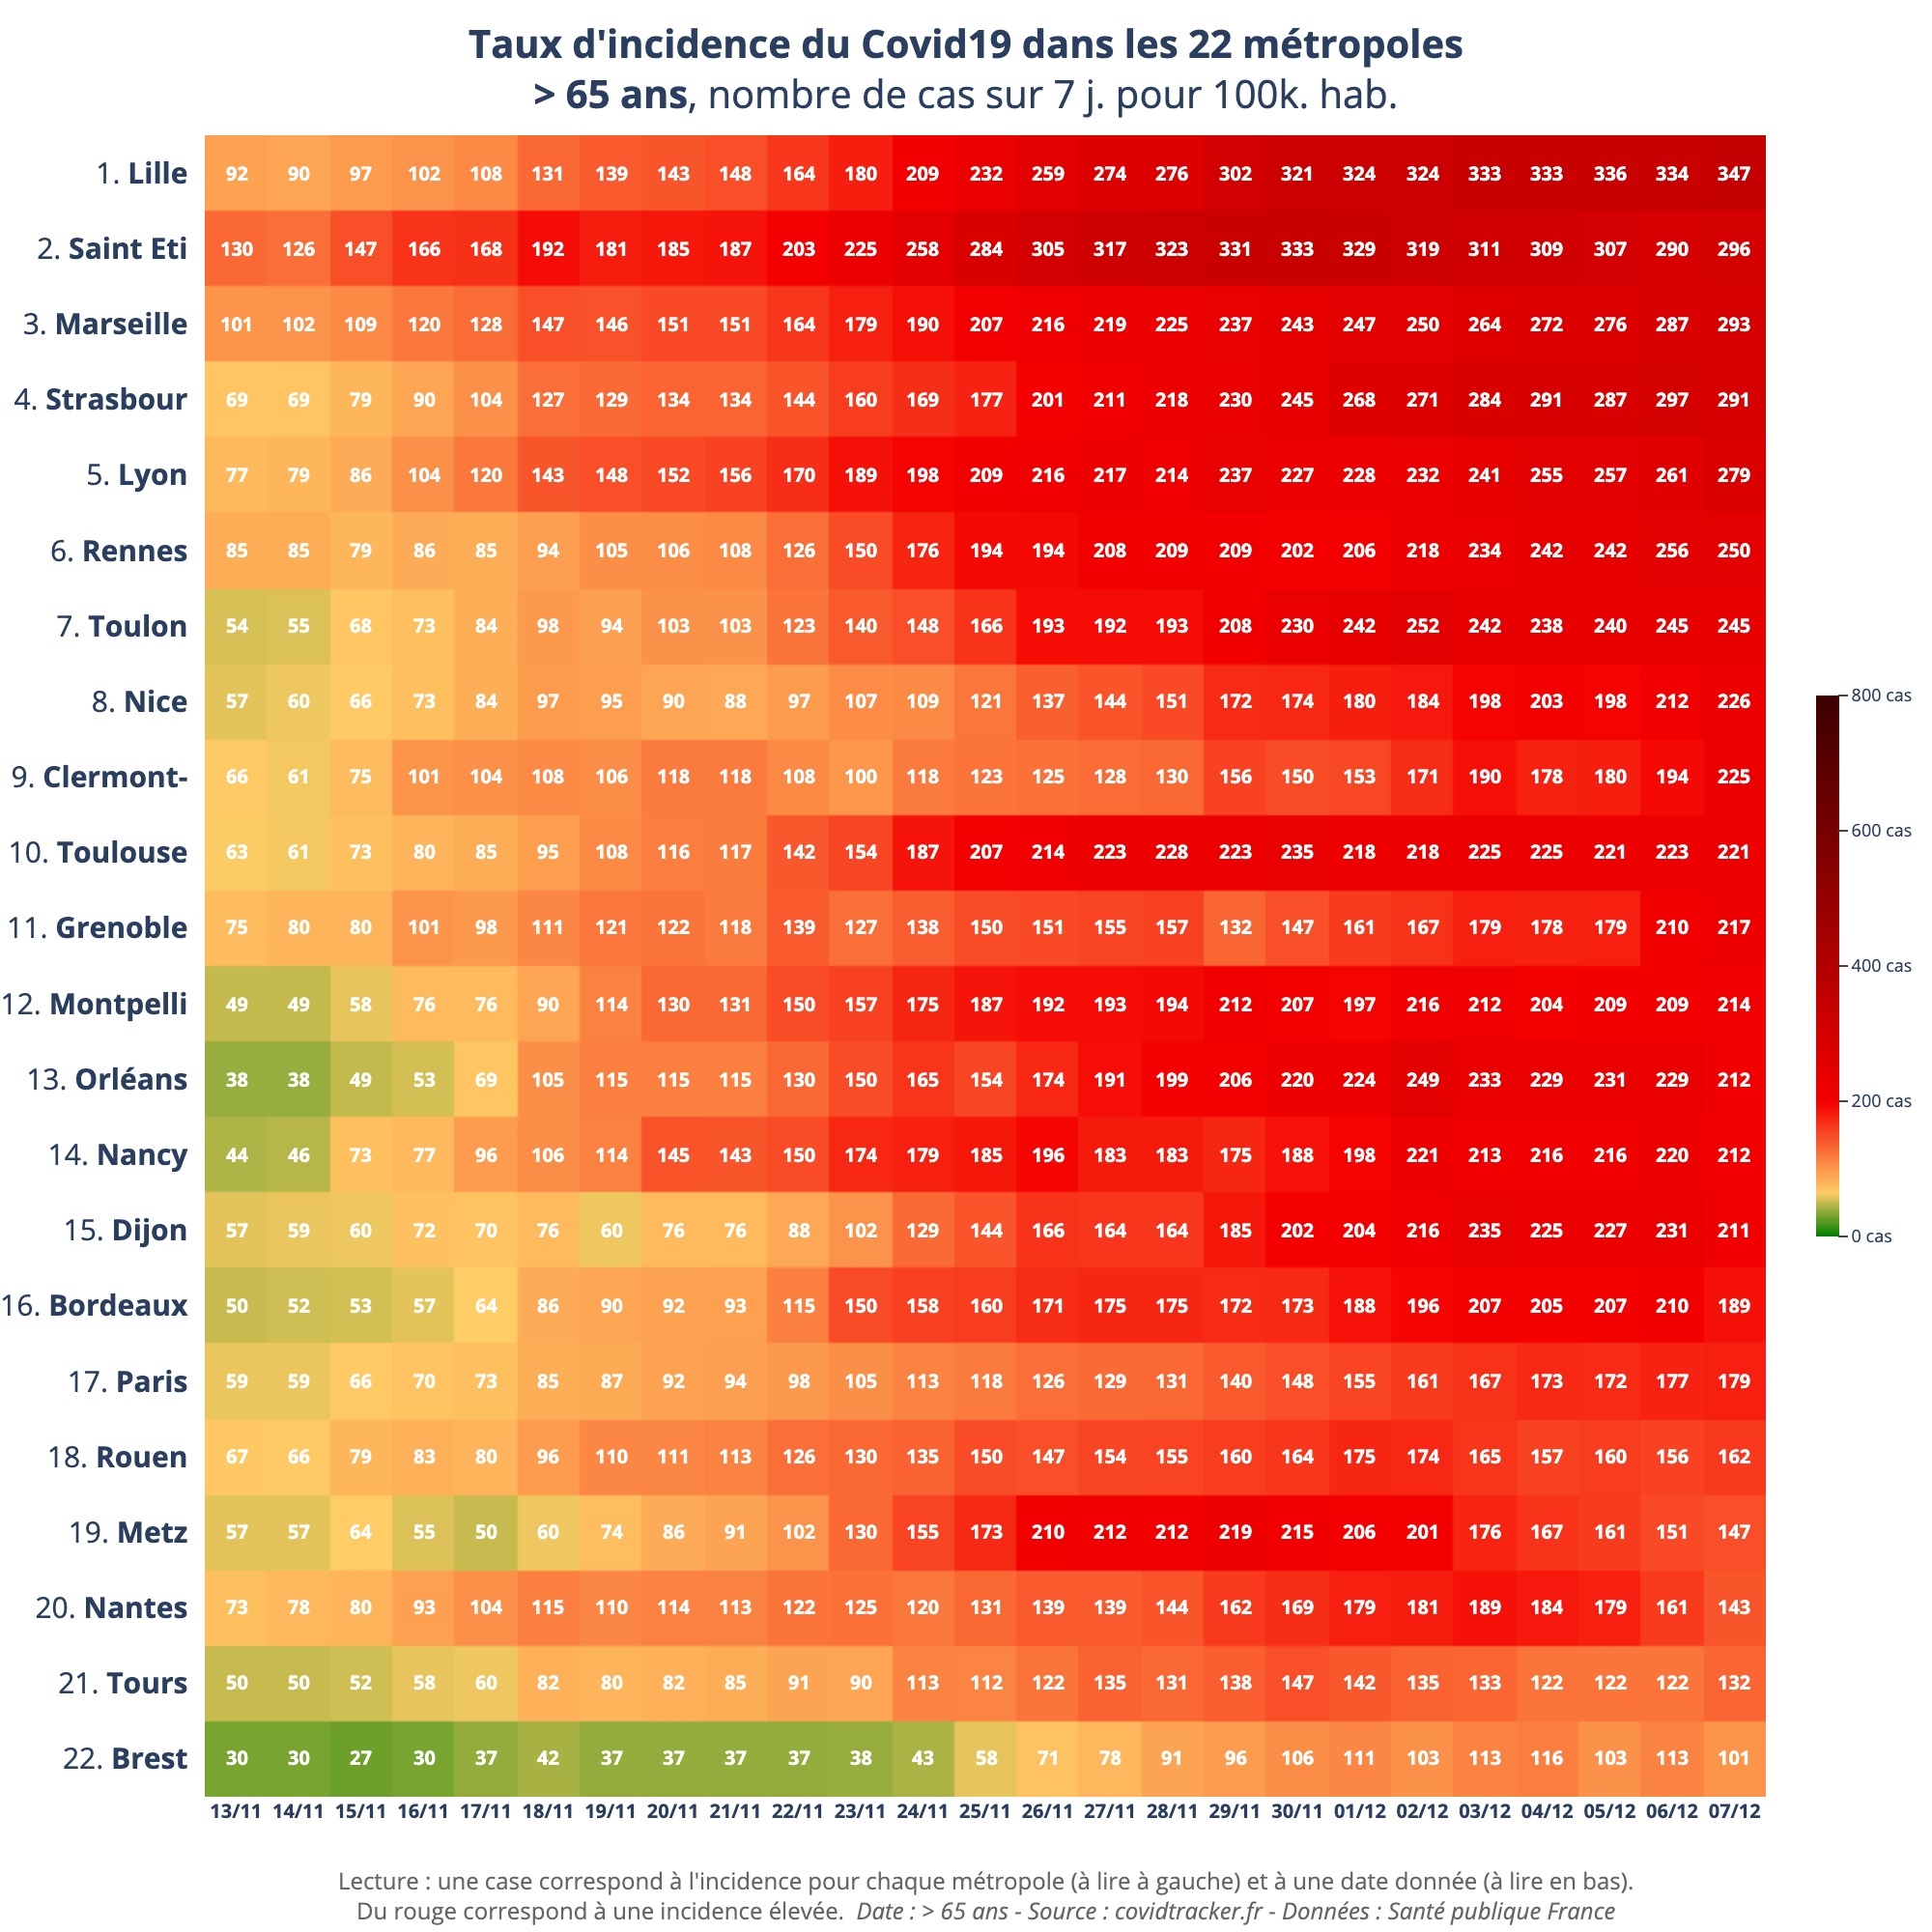 Taux d'incidence du Covid19 dans les 22 métropoles
> 65 ans, nombre de cas sur 7 j. pour 100k. hab.
1. Lille 92 90 97 102 108 131 139 143 148 164 180 209 232 259 274 276 302 321 324 324 333 333 336 334 347
2. Saint Eti 130 126 147 166 168 192 181 185 187 203 225 258 284 305 317 323 331 333 329 319 311 309 307 290 296
3. Marseille 101 102 109 120 128 147 146 151 151 164 179 190 207 216 219 225 237 243 247 250 264 272 276 287 293
4. Strasbour 69 69 79 90 104 127 129 134 134 144 160 169 177 201 211 218 230 245 268 271 284 291 287 297 291
5. Lyon 77 79 86 104 120 143 148 152 156 170 189 198 209 216 217 214 237 227 228 232 241 255 257 261 279
6. Rennes 85 85 79 86 85 94 105 106 108 126 150 176 194 194 208 209 209 202 206 218 234 242 242 256 250
7. Toulon 54 55 68 73 84 98 94 103 103 123 140 148 166 193 192 193 208 230 242 252 242 238 240 245 245
8. Nice 57 60 66 73 84 97 95 90 88 97 107 109 121 137 144 151 172 174 180 184 198 203 198 212 226
9. Clermont- 66 61 75 101 104 108 106 118 118 108 100 118 123 125 128 130 156 150 153 171 190 178 180 194 225
10. Toulouse 63 61 73 80 85 95 108 116 117 142 154 187 207 214 223 228 223 235 218 218 225 225 221 223 221
11. Grenoble 75 80 80 101 98 111 121 122 118 139 127 138 150 151 155 157 132 147 161 167 179 178 179 210 217
12. Montpelli 49 49 58 76 76 90 114 130 131 150 157 175 187 192 193 194 212 207 197 216 212 204 209 209 214
13. Orléans 38 38 49 53 69 105 115 115 115 130 150 165 154 174 191 199 206 220 224 249 233 229 231 229 212
14. Nancy 44 46 73 77 96 106 114 145 143 150 174 179 185 196 183 183 175 188 198 221 213 216 216 220 212
15. Dijon 57 59 60 72 70 76 60 76 76 88 102 129 144 166 164 164 185 202 204 216 235 225 227 231 211
16. Bordeaux 50 52 53 57 64 86 90 92 93 115 150 158 160 171 175 175 172 173 188 196 207 205 207 210 189
17. Paris 59 59 66 70 73 85 87 92 94 98 105 113 118 126 129 131 140 148 155 161 167 173 172 177 179
18. Rouen 67 66 79 83 80 96 110 111 113 126 130 135 150 147 154 155 160 164 175 174 165 157 160 156 162
19. Metz 57 57 64 55 50 60 74 86 91 102 130 155 173 210 212 212 219 215 206 201 176 167 161 151 147
20. Nantes 73 78 80 93 104 115 110 114 113 122 125 120 131 139 139 144 162 169 179 181 189 184 179 161 143
21. Tours 50 50 52 58 60 82 80 82 85 91 90 113 112 122 135 131 138 147 142 135 133 122 122 122 132
22. Brest 30 30 27 30 37 42 37 37 37 37 38 43 58 71 78 91 96 106 111 103 113 116 103 113 101
13/11 14/11 15/11 16/11 17/11 18/11 19/11 20/11 21/11 22/11 23/11 24/11 25/11 26/11 27/11 28/11 29/11 30/11 01/12 02/12 03/12 04/12 05/12 06/12 07/12
800 cas
600 cas
400 cas
200 cas
0 cas
Lecture : une case correspond à l'incidence pour chaque métropole (à lire à gauche) et à une date donnée (à lire en bas).
Du rouge correspond à une incidence élevée. Date : > 65 ans - Source : covidtracker.fr - Données : Santé publique France